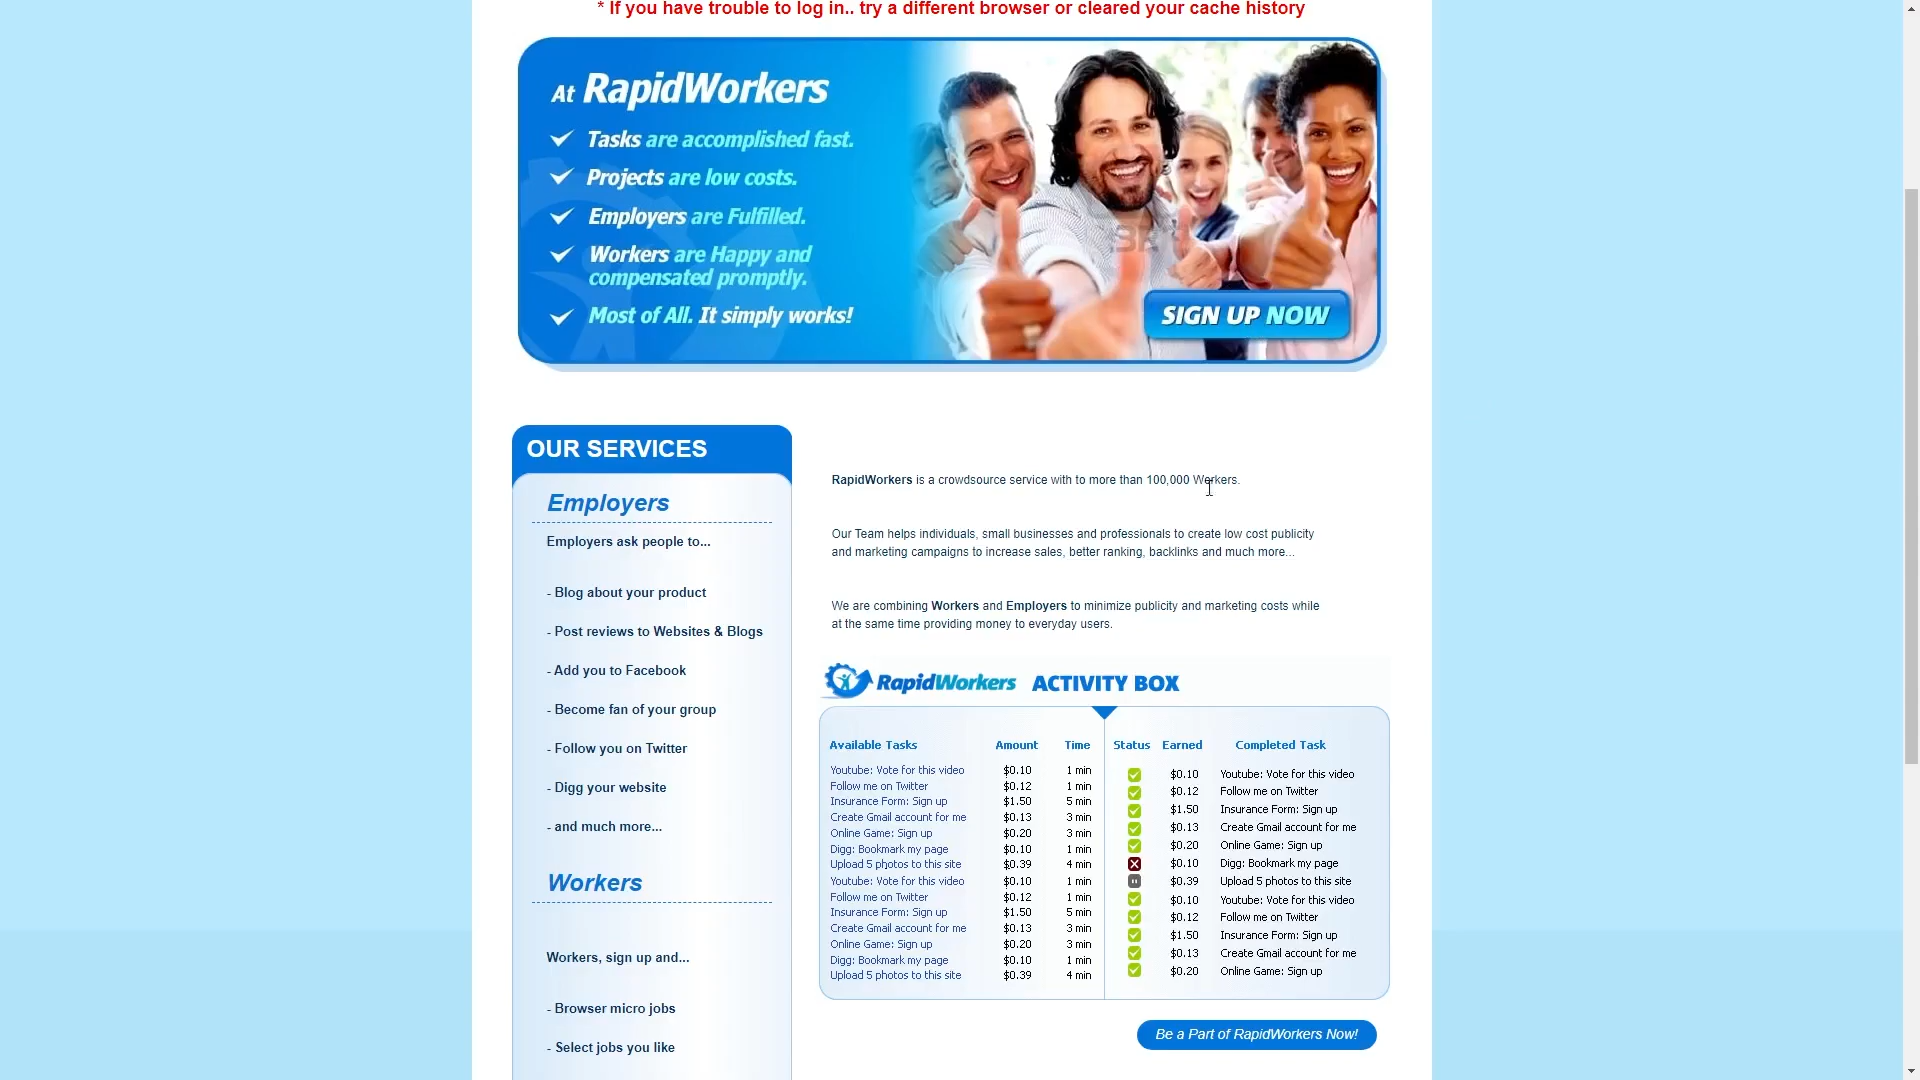 * If you have trouble to log in.. try a different browser or cleared your cache history
At RapidWorkers
Tasks are accomplished fast.
Projects are low costs.
Employers are Fulfilled.
Workers are Happy and
compensated promptly.
Most of All. It simply works!
SIGN UP NOW
OUR SERVICES
Employers
Employers ask people to...
- Blog about your product
- Post reviews to Websites & Blogs
- Add you to Facebook
- Become fan of your group
- Follow you on Twitter
- Digg your website
- and much more...
Workers
Workers, sign up and...
- Browser micro jobs
- Select jobs you like
RapidWorkers is a crowdsource service with to more than 100,000 Workers.
Our Team helps individuals, small businesses and professionals to create low cost publicity
and marketing campaigns to increase sales, better ranking, backlinks and much more...
We are combining Workers and Employers to minimize publicity and marketing costs while
at the same time providing money to everyday users.
RapidWorkers ACTIVITY BOX
Available Tasks Amount Time
Youtube: Vote for this video $0.10 1 min
Follow me on Twitter $0.12 1 min
Insurance Form: Sign up $1.50 5 min
Create Gmail account for me $0.13 3 min
Online Game: Sign up $0.20 3 min
Digg: Bookmark my page $0.10 1 min
Upload 5 photos to this site $0.39 4 min
Youtube: Vote for this video $0.10 1 min
Follow me on Twitter $0.12 1 min
Insurance Form: Sign up $1.50 5 min
Create Gmail account for me $0.13 3 min
Online Game: Sign up $0.20 3 min
Digg: Bookmark my page $0.10 1 min
Upload 5 photos to this site $0.39 4 min
Status Earned Completed Task
$0.10 Youtube: Vote for this video
$0.12 Follow me on Twitter
$1.50 Insurance Form: Sign up
$0.13 Create Gmail account for me
$0.20 Online Game: Sign up
$0.10 Digg: Bookmark my page
$0.39 Upload 5 photos to this site
$0.10 Youtube: Vote for this video
$0.12 Follow me on Twitter
$1.50 Insurance Form: Sign up
$0.13 Create Gmail account for me
$0.20 Online Game: Sign up
Be a Part of RapidWorkers Now!